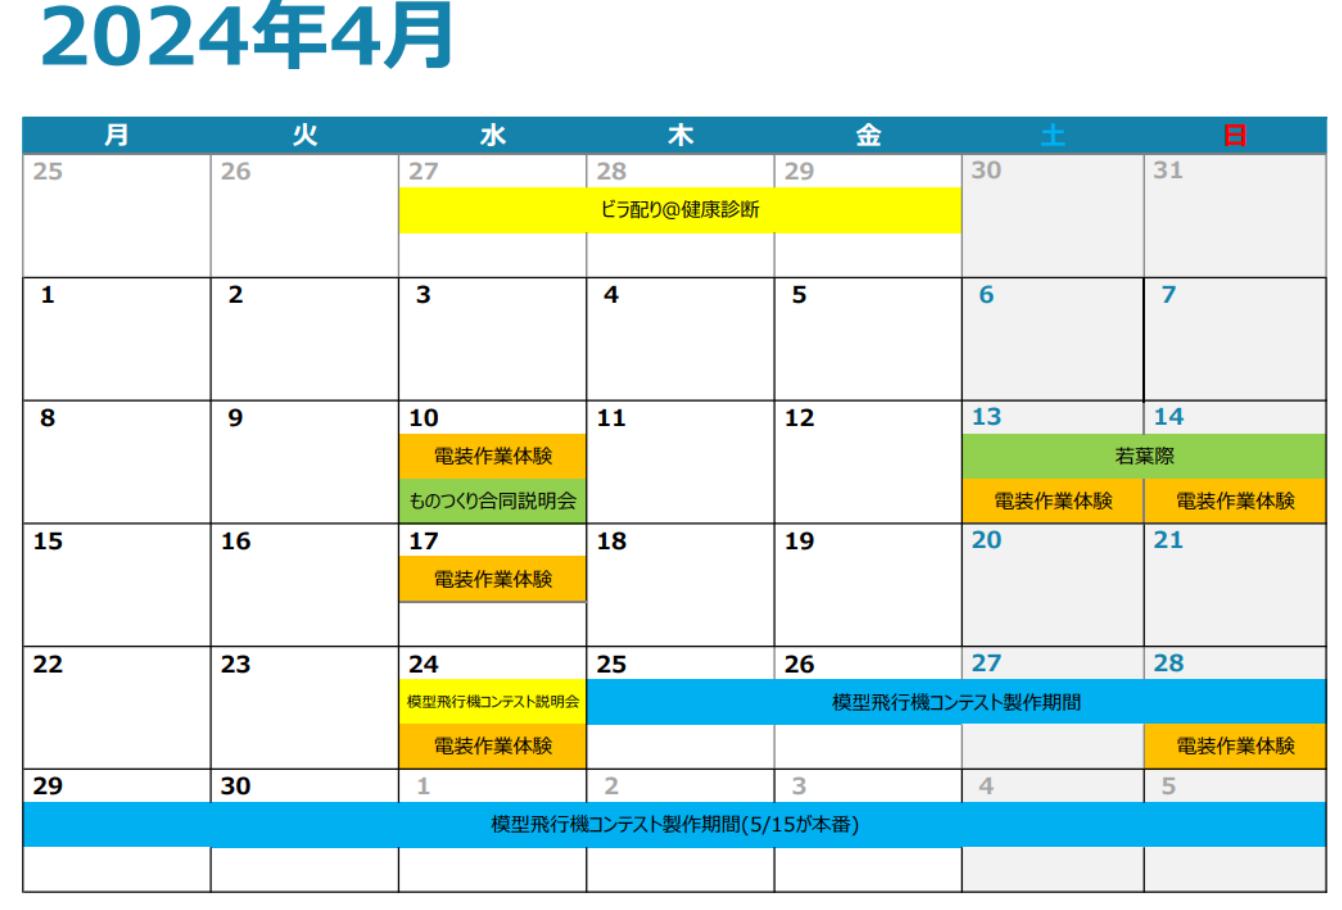 2024年4月
月 火 水 木 金 土 日
25 26 27 28 29 30 31
ビラ配り@健康診断
1 2 3 4 5 6 7
8 9 10 11 12 13 14
電装作業体験 若葉際
ものつくり合同説明会 電装作業体験 電装作業体験
15 16 17 18 19 20 21
電装作業体験
22 23 24 25 26 27 28
模型飛行機コンテスト説明会 模型飛行機コンテスト製作期間
電装作業体験 電装作業体験
29 30 1 2 3 4 5
模型飛行機コンテスト製作期間(5/15が本番)